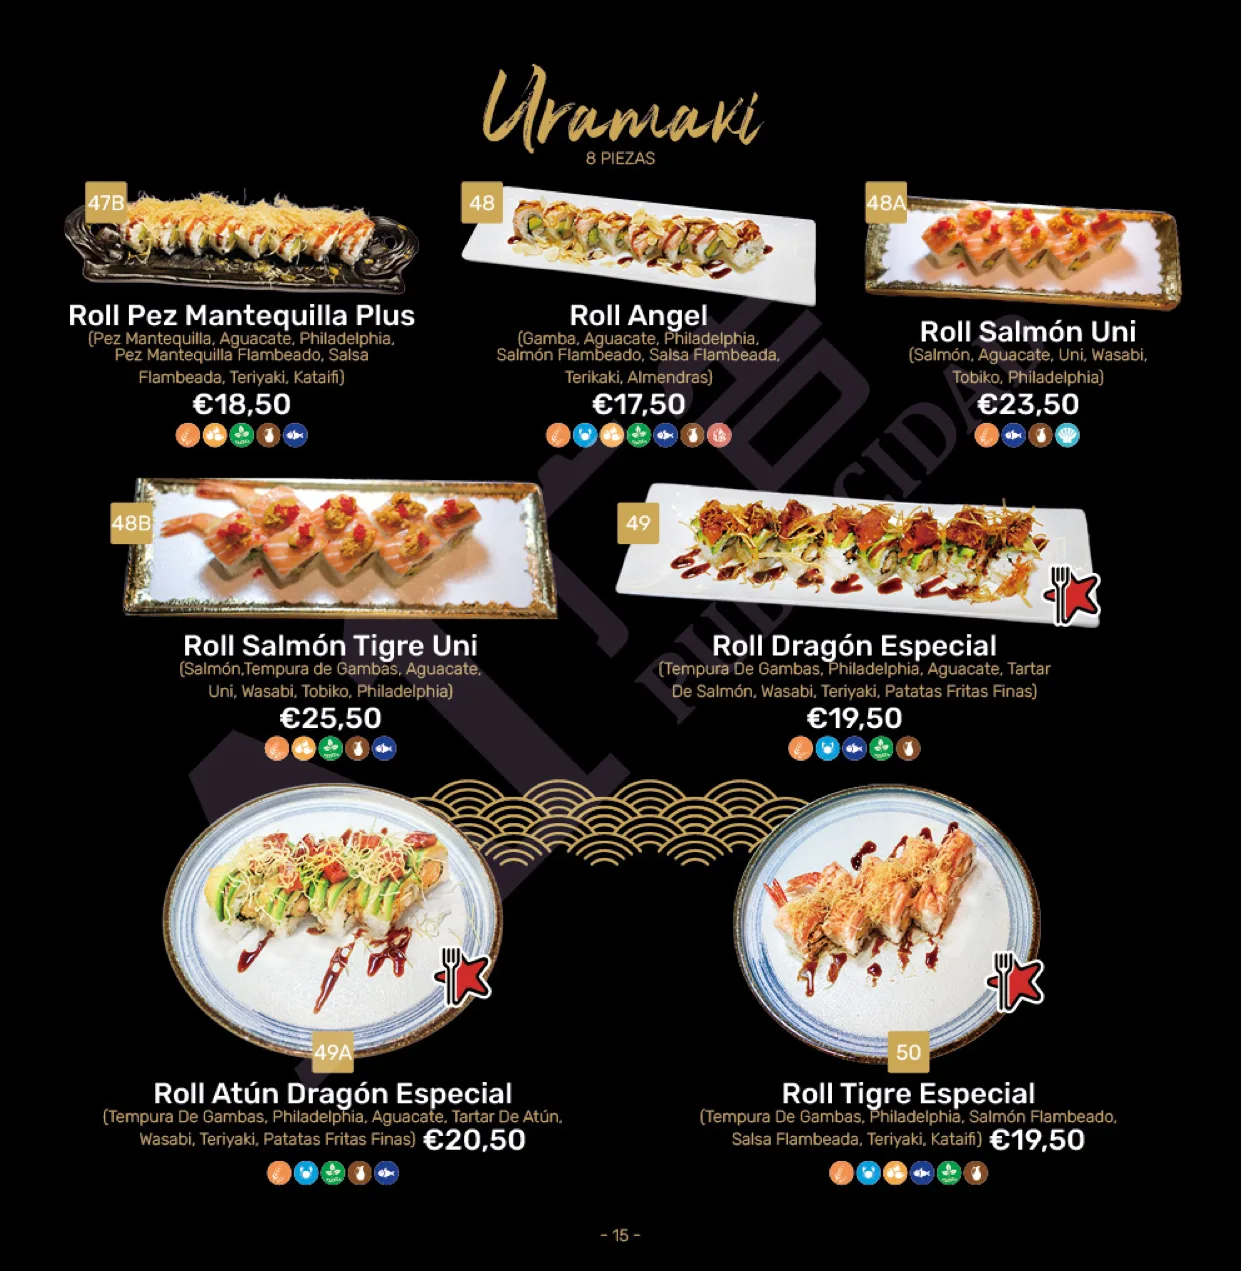 Uramaki
8 PIEZAS
47B
48
48A
Roll Pez Mantequilla Plus
(Pez Mantequilla, Aguacate, Philadelphia,
Pez Mantequilla Flambeado, Salsa
Flambeada, Teriyaki, Kataifi)
€18,50
Roll Angel
(Gamba, Aguacate, Philadelphia,
Salmón Flambeado, Salsa Flambeada,
Terikaki, Almendras)
€17,50
Roll Salmón Uni
(Salmón, Aguacate, Uni, Wasabi,
Tobiko, Philadelphia)
€23,50
48B
49
Roll Salmón Tigre Uni
(Salmón,Tempura de Gambas, Aguacate,
Uni, Wasabi, Tobiko, Philadelphia)
€25,50
Roll Dragón Especial
(Tempura De Gambas, Philadelphia, Aguacate, Tartar
De Salmón, Wasabi, Teriyaki, Patatas Fritas Finas)
€19,50
PUBLICIDAD
49A
Roll Atún Dragón Especial
(Tempura De Gambas, Philadelphia, Aguacate, Tartar De Atún,
Wasabi, Teriyaki, Patatas Fritas Finas) €20,50
50
Roll Tigre Especial
(Tempura De Gambas, Philadelphia, Salmón Flambeado,
Salsa Flambeada, Teriyaki, Kataifi) €19,50
- 15 -